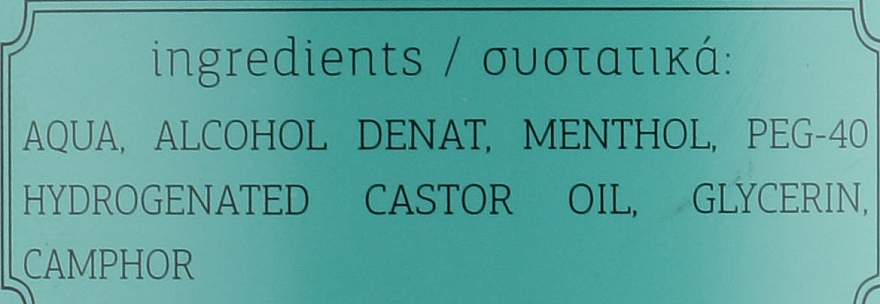 ingredients / συστατικά:
AQUA, ALCOHOL DENAT, MENTHOL, PEG-40
HYDROGENATED CASTOR OIL, GLYCERIN,
CAMPHOR